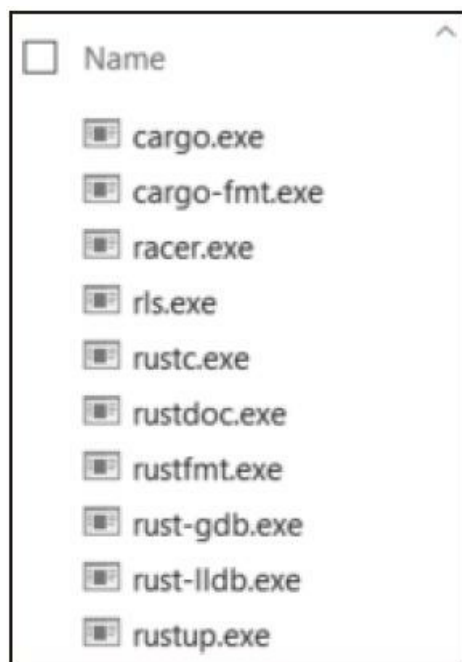 Name
cargo.exe
cargo-fmt.exe
racer.exe
rls.exe
rustc.exe
rustdoc.exe
rustfmt.exe
rust-gdb.exe
rust-lldb.exe
rustup.exe